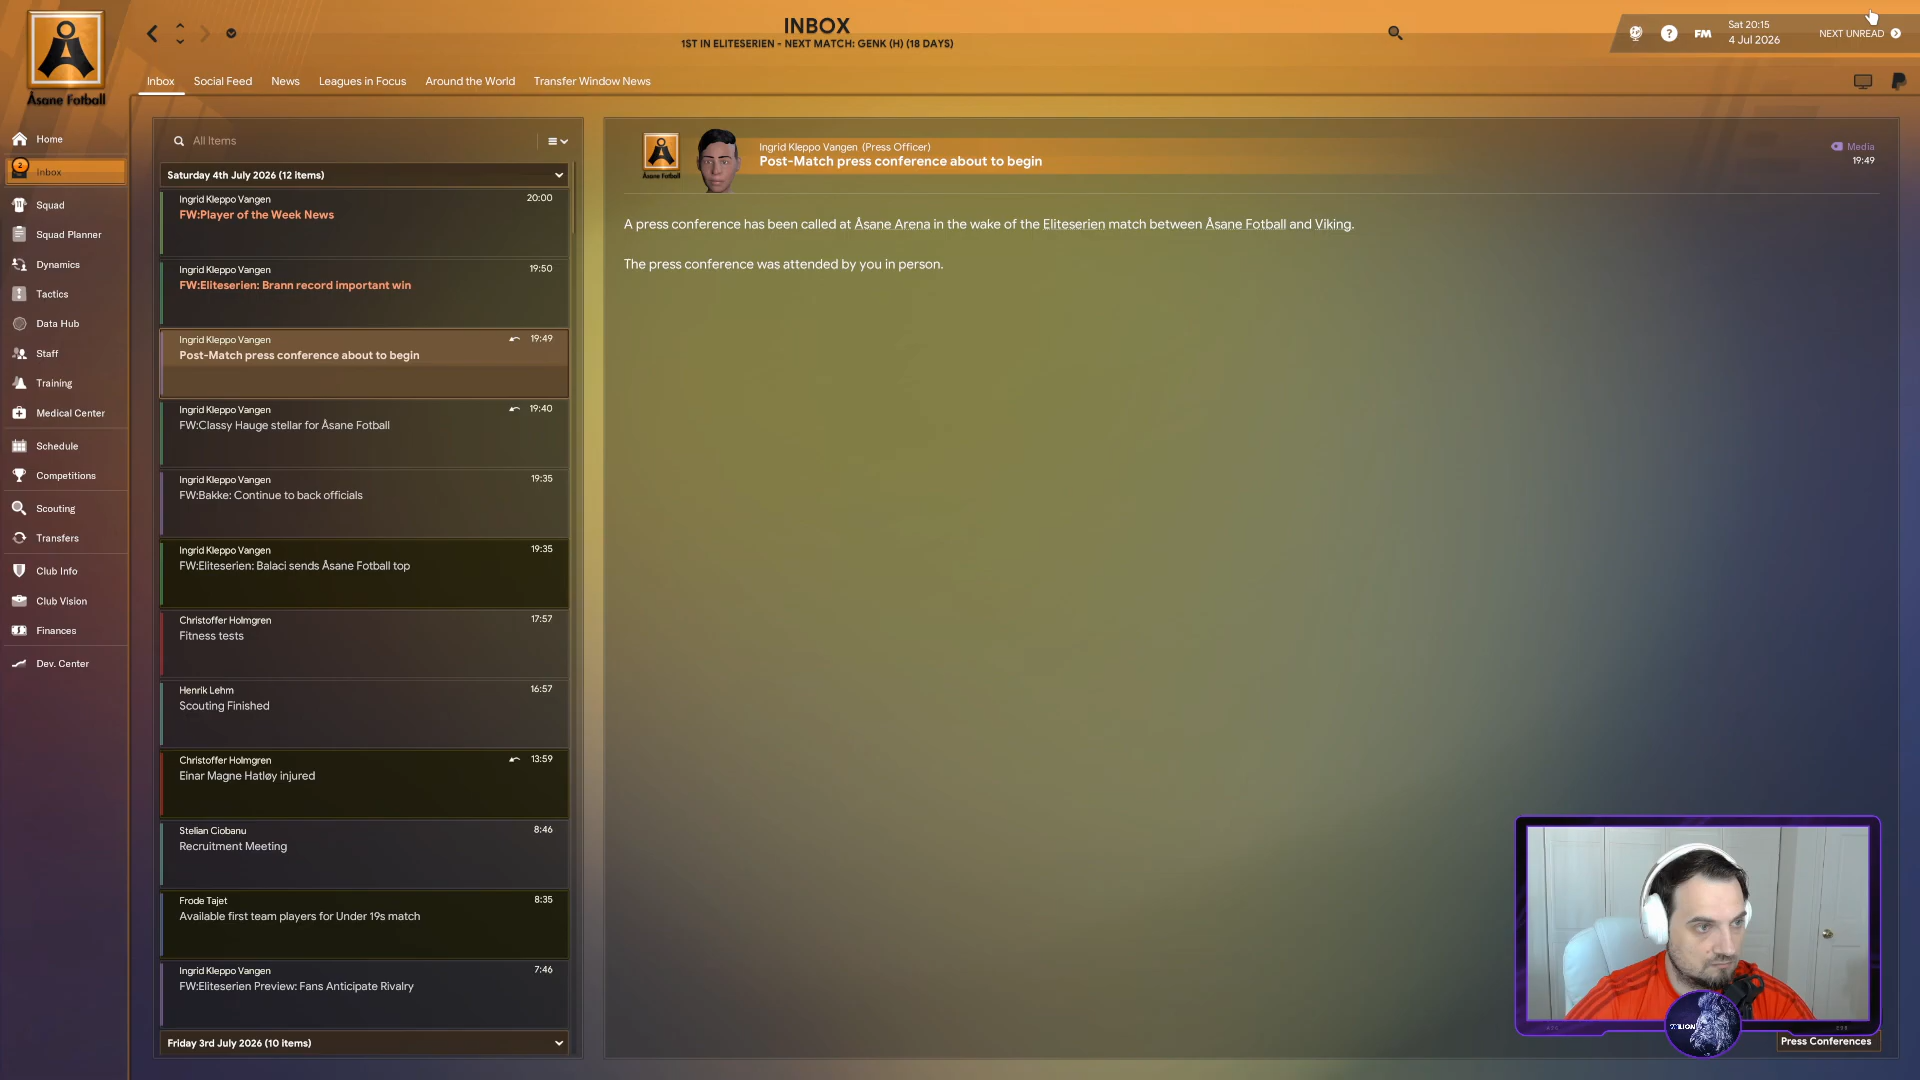 INBOX
1ST IN ELITESERIEN - NEXT MATCH: GENK (H) (18 DAYS)
FM
Sat 20:15
4 Jul 2026
NEXT UNREAD
Åsane Fotball
Inbox
Social Feed
News
Leagues in Focus
Around the World
Transfer Window News
Home
2
Inbox
Squad
Squad Planner
Dynamics
Tactics
Data Hub
Staff
Training
Medical Center
Schedule
Competitions
Scouting
Transfers
Club Info
Club Vision
Finances
Dev. Center
All Items
Saturday 4th July 2026 (12 items)
Ingrid Kleppo Vangen 20:00
FW:Player of the Week News
Ingrid Kleppo Vangen 19:50
FW:Eliteserien: Brann record important win
Ingrid Kleppo Vangen 19:49
Post-Match press conference about to begin
Ingrid Kleppo Vangen 19:40
FW:Classy Hauge stellar for Åsane Fotball
Ingrid Kleppo Vangen 19:35
FW:Bakke: Continue to back officials
Ingrid Kleppo Vangen 19:35
FW:Eliteserien: Balaci sends Åsane Fotball top
Christoffer Holmgren 17:57
Fitness tests
Henrik Lehm 16:57
Scouting Finished
Christoffer Holmgren 13:59
Einar Magne Hatløy injured
Stelian Ciobanu 8:46
Recruitment Meeting
Frode Tajet 8:35
Available first team players for Under 19s match
Ingrid Kleppo Vangen 7:46
FW:Eliteserien Preview: Fans Anticipate Rivalry
Friday 3rd July 2026 (10 items)
Åsane Fotball
Ingrid Kleppo Vangen (Press Officer)
Post-Match press conference about to begin
Media
19:49
A press conference has been called at Åsane Arena in the wake of the Eliteserien match between Åsane Fotball and Viking.
The press conference was attended by you in person.
Press Conferences